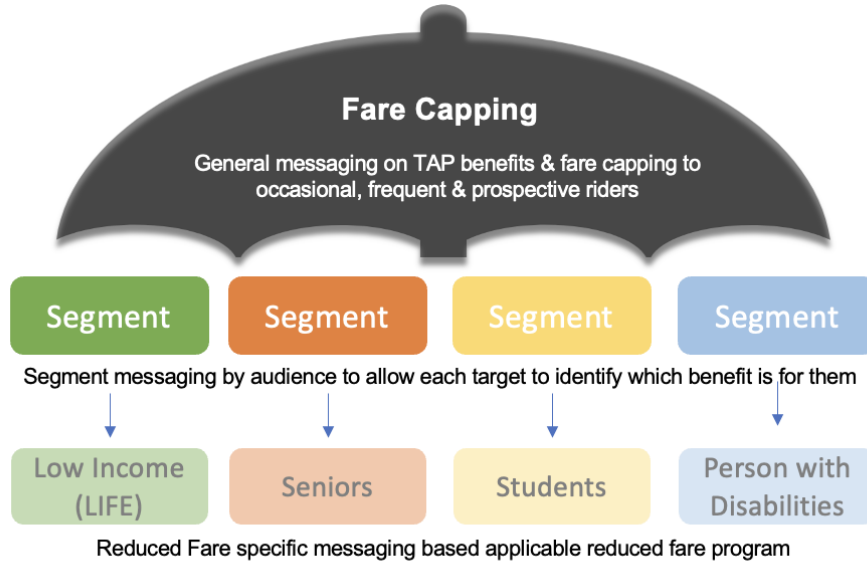 Fare Capping
General messaging on TAP benefits & fare capping to
occasional, frequent & prospective riders
Segment
Segment
Segment
Segment
Segment messaging by audience to allow each target to identify which benefit is for them
Low Income
(LIFE)
Seniors
Students
Person with
Disabilities
Reduced Fare specific messaging based applicable reduced fare program